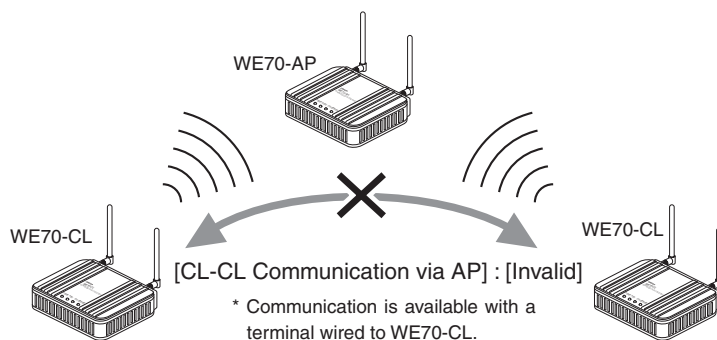 WE70-AP
WE70-CL
WE70-CL
[CL-CL Communication via AP] : [Invalid]
* Communication is available with a
terminal wired to WE70-CL.